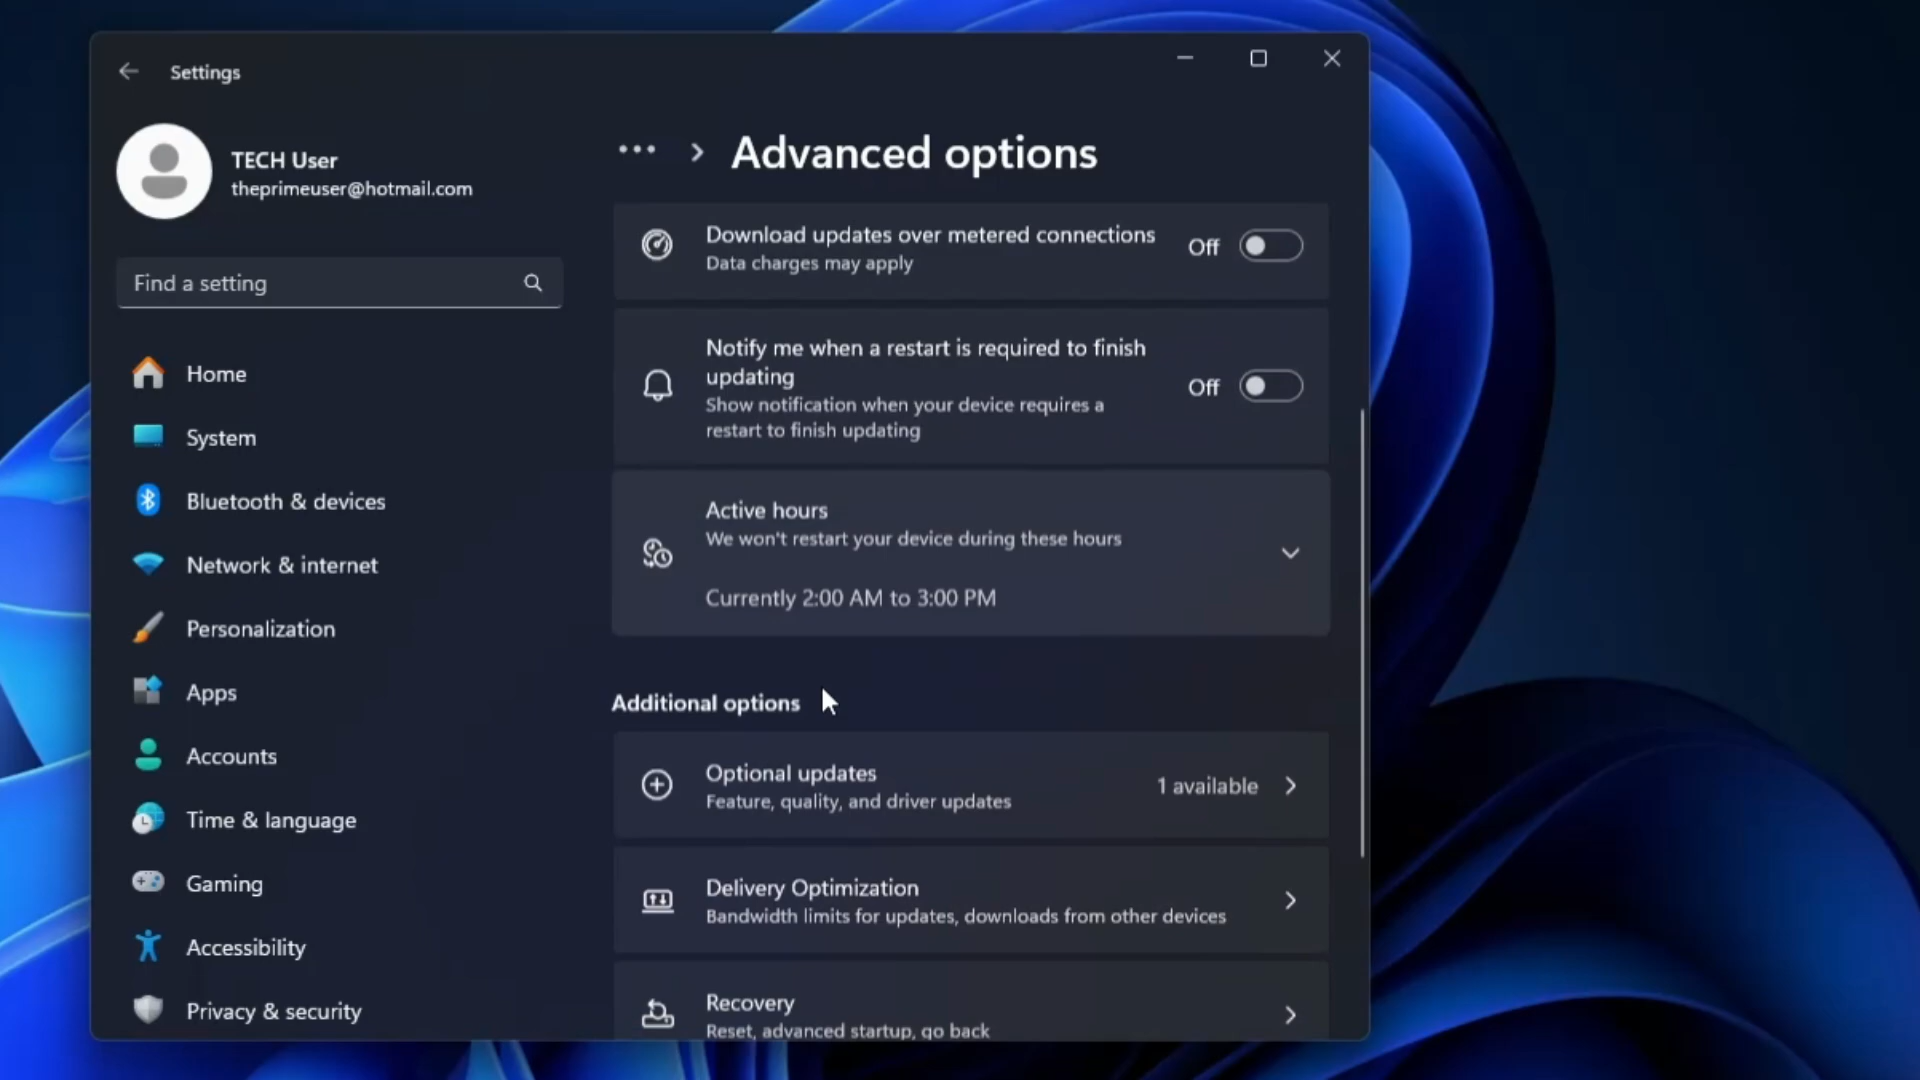 Settings
TECH User
theprimeuser@hotmail.com
Find a setting
Home
System
Bluetooth & devices
Network & internet
Personalization
Apps
Accounts
Time & language
Gaming
Accessibility
Privacy & security
Advanced options
Download updates over metered connections
Data charges may apply
Off
Notify me when a restart is required to finish
updating
Show notification when your device requires a
restart to finish updating
Off
Active hours
We won't restart your device during these hours
Currently 2:00 AM to 3:00 PM
Additional options
Optional updates
Feature, quality, and driver updates
1 available
Delivery Optimization
Bandwidth limits for updates, downloads from other devices
Recovery
Reset, advanced startup, go back